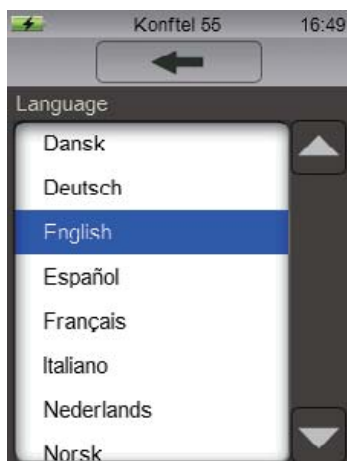 Konftel 55 16:49
Language
Dansk
Deutsch
English
Español
Français
Italiano
Nederlands
Norsk